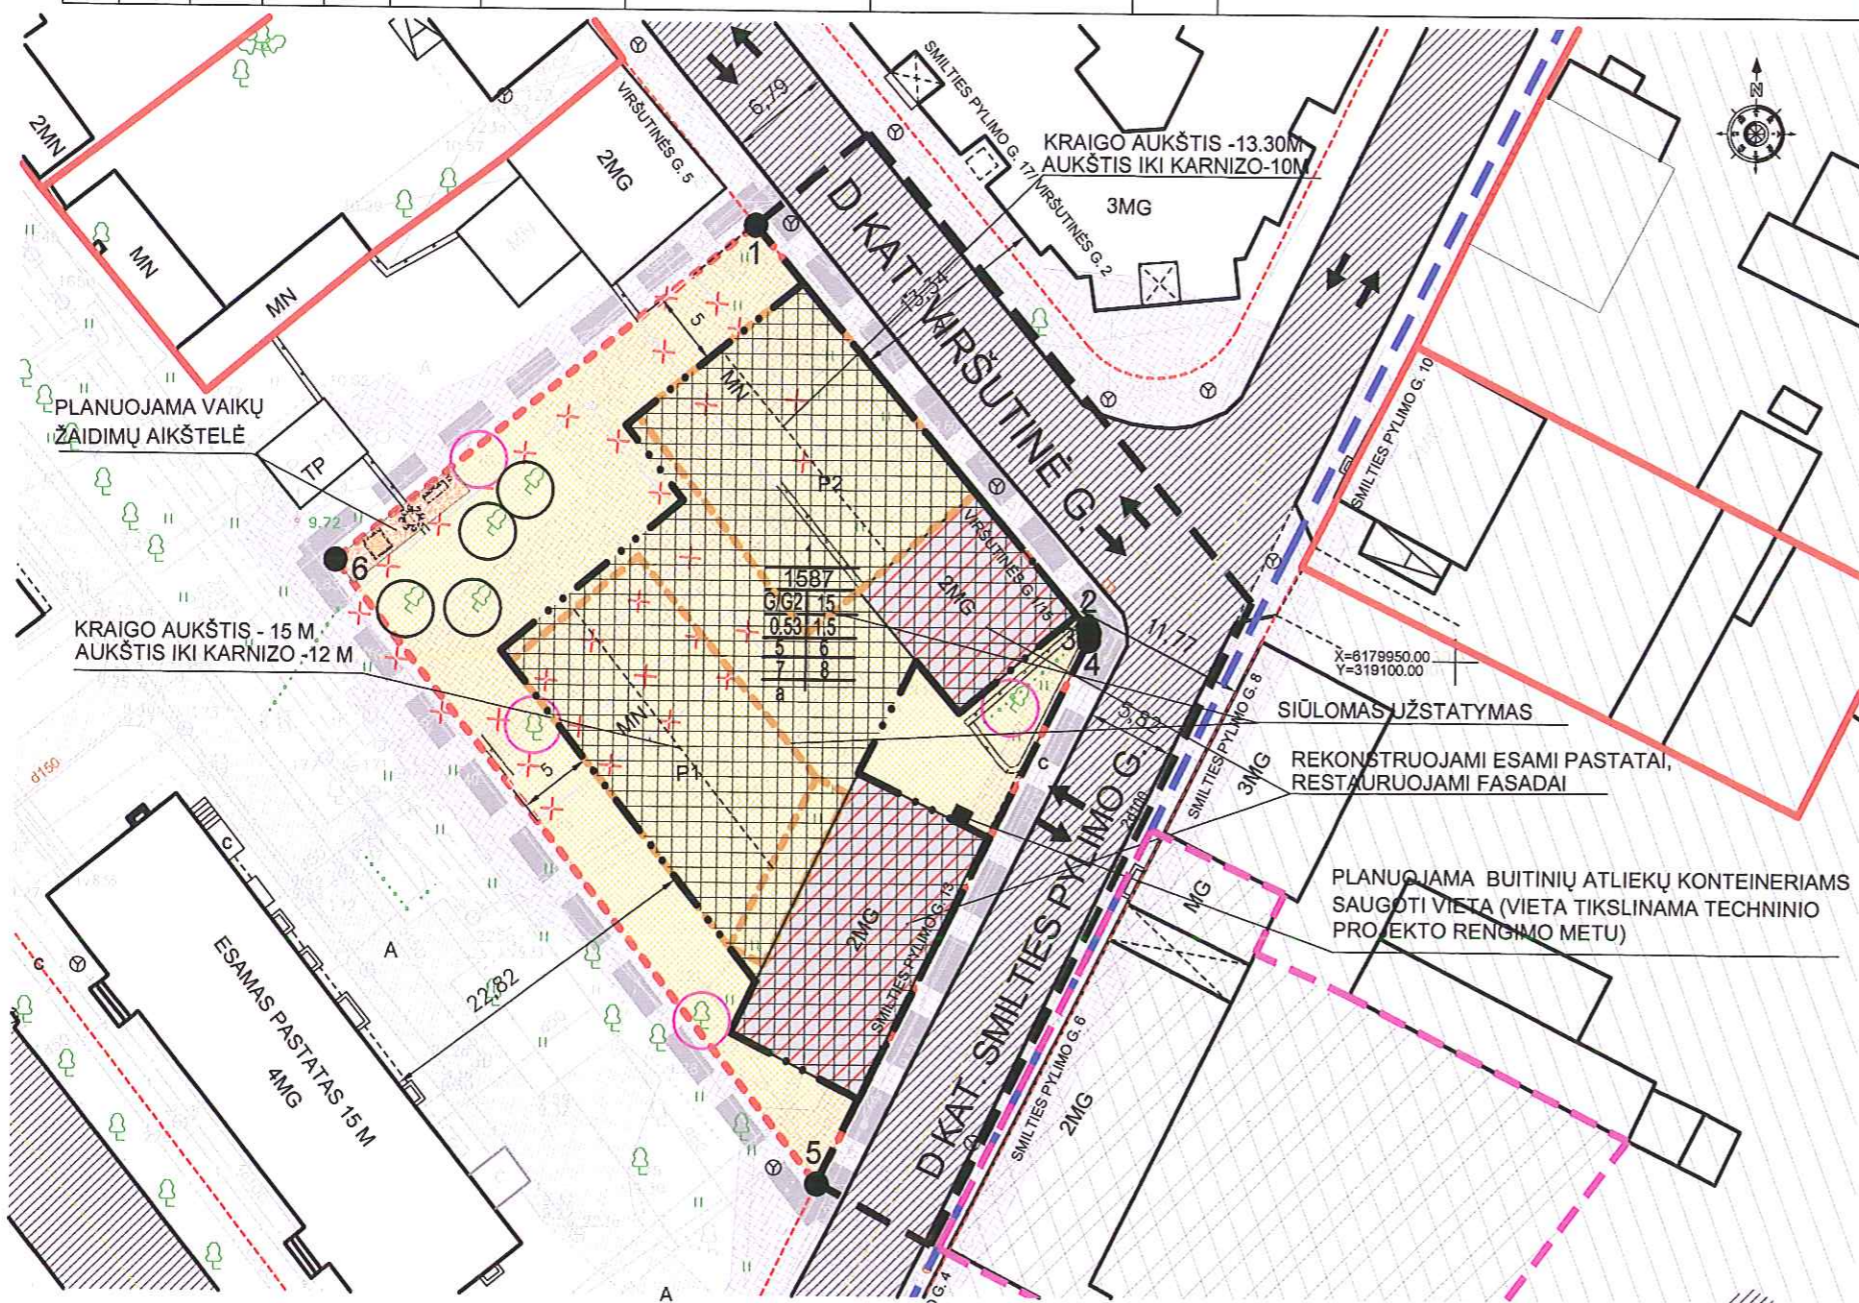 2MN
MN
MN
VIRŠUTINĖS G. 5
2MG
6,79
SMILTIES PYLIMO G. 17/ VIRŠUTINĖS G. 2
KRAIGO AUKŠTIS -13.30M
AUKŠTIS IKI KARNIZO-10M
3MG
N
1
D KAT. VIRŠUTINĖ G.
13,34
5
MN
P2
PLANUOJAMA VAIKŲ
ŽAIDIMŲ AIKŠTELĖ
TP
9.72
6
SMILTIES PYLIMO G. 10
VIRŠUTINĖS G 1/15
2MG
2
3
4
11,77
1587
G/G2 15
0.53 1.5
5 6
7 8
a
KRAIGO AUKŠTIS - 15 M
AUKŠTIS IKI KARNIZO -12 M
X=6179950.00
Y=319100.00
SIŪLOMAS UŽSTATYMAS
SMILTIES PYLIMO G. 8
3MG
5,82
REKONSTRUOJAMI ESAMI PASTATAI,
RESTAURUOJAMI FASADAI
MN
P1
5
c
d150
2d100
PLANUOJAMA BUITINIŲ ATLIEKŲ KONTEINERIAMS
SAUGOTI VIETA (VIETA TIKSLINAMA TECHNINIO
PROJEKTO RENGIMO METU)
MG
2MG
SMILTIES PYLIMO G. 13
D KAT. SMILTIES PYLIMO G.
22,82
A
c
ESAMAS PASTATAS 15 M
4MG
SMILTIES PYLIMO G. 6
2MG
5
A
G. 4